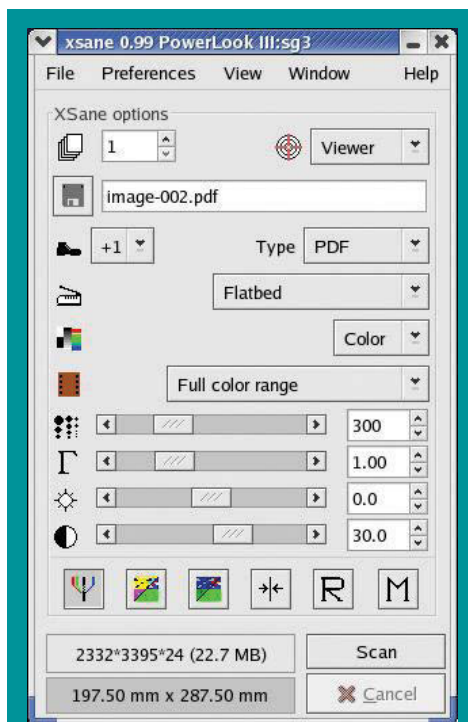 xsane 0.99 PowerLook III:sg3
File Preferences View Window Help
XSane options
1 Viewer
image-002.pdf
+1 Type PDF
Flatbed
Color
Full color range
300
Γ 1.00
0.0
30.0
R M
2332*3395*24 (22.7 MB) Scan
197.50 mm x 287.50 mm Cancel